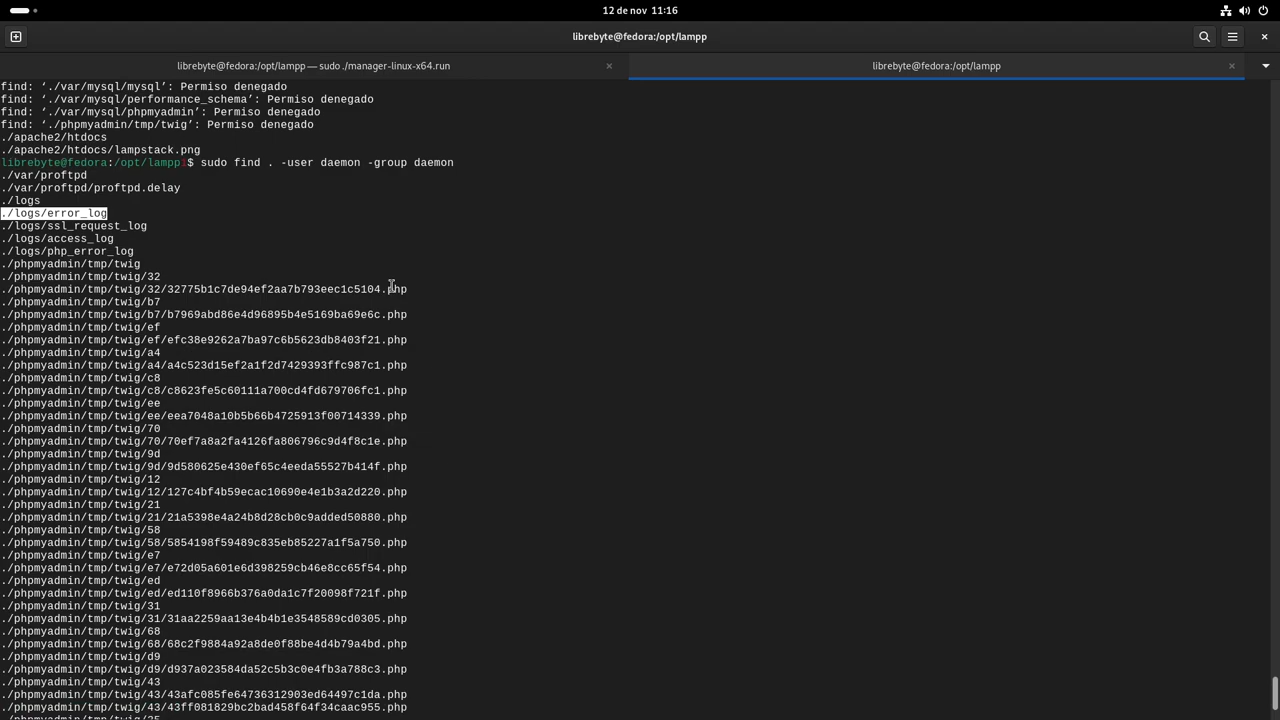 12 de nov 11:16
librebyte@fedora:/opt/lampp
librebyte@fedora:/opt/lampp — sudo ./manager-linux-x64.run
librebyte@fedora:/opt/lampp
find: ‘./var/mysql/mysql’: Permiso denegado
find: ‘./var/mysql/performance_schema’: Permiso denegado
find: ‘./var/mysql/phpmyadmin’: Permiso denegado
find: ‘./phpmyadmin/tmp/twig’: Permiso denegado
./apache2/htdocs
./apache2/htdocs/lampstack.png
librebyte@fedora:/opt/lampp1$ sudo find . -user daemon -group daemon
./var/proftpd
./var/proftpd/proftpd.delay
./logs
./logs/error_log
./logs/ssl_request_log
./logs/access_log
./logs/php_error_log
./phpmyadmin/tmp/twig
./phpmyadmin/tmp/twig/32
./phpmyadmin/tmp/twig/32/32775b1c7de94ef2aa7b793eec1c5104.php
./phpmyadmin/tmp/twig/b7
./phpmyadmin/tmp/twig/b7/b7969abd86e4d96895b4e5169ba69e6c.php
./phpmyadmin/tmp/twig/ef
./phpmyadmin/tmp/twig/ef/efc38e9262a7ba97c6b5623db8403f21.php
./phpmyadmin/tmp/twig/a4
./phpmyadmin/tmp/twig/a4/a4c523d15ef2a1f2d7429393ffc987c1.php
./phpmyadmin/tmp/twig/c8
./phpmyadmin/tmp/twig/c8/c8623fe5c60111a700cd4fd679706fc1.php
./phpmyadmin/tmp/twig/ee
./phpmyadmin/tmp/twig/ee/eea7048a10b5b66b4725913f00714339.php
./phpmyadmin/tmp/twig/70
./phpmyadmin/tmp/twig/70/70ef7a8a2fa4126fa806796c9d4f8c1e.php
./phpmyadmin/tmp/twig/9d
./phpmyadmin/tmp/twig/9d/9d580625e430ef65c4eeda55527b414f.php
./phpmyadmin/tmp/twig/12
./phpmyadmin/tmp/twig/12/127c4bf4b59ecac10690e4e1b3a2d220.php
./phpmyadmin/tmp/twig/21
./phpmyadmin/tmp/twig/21/21a5398e4a24b8d28cb0c9added50880.php
./phpmyadmin/tmp/twig/58
./phpmyadmin/tmp/twig/58/5854198f59489c835eb85227a1f5a750.php
./phpmyadmin/tmp/twig/e7
./phpmyadmin/tmp/twig/e7/e72d05a601e6d398259cb46e8cc65f54.php
./phpmyadmin/tmp/twig/ed
./phpmyadmin/tmp/twig/ed/ed110f8966b376a0da1c7f20098f721f.php
./phpmyadmin/tmp/twig/31
./phpmyadmin/tmp/twig/31/31aa2259aa13e4b4b1e3548589cd0305.php
./phpmyadmin/tmp/twig/68
./phpmyadmin/tmp/twig/68/68c2f9884a92a8de0f88be4d4b79a4bd.php
./phpmyadmin/tmp/twig/d9
./phpmyadmin/tmp/twig/d9/d937a023584da52c5b3c0e4fb3a788c3.php
./phpmyadmin/tmp/twig/43
./phpmyadmin/tmp/twig/43/43afc085fe64736312903ed64497c1da.php
./phpmyadmin/tmp/twig/43/43ff081829bc2bad458f64f34caac955.php